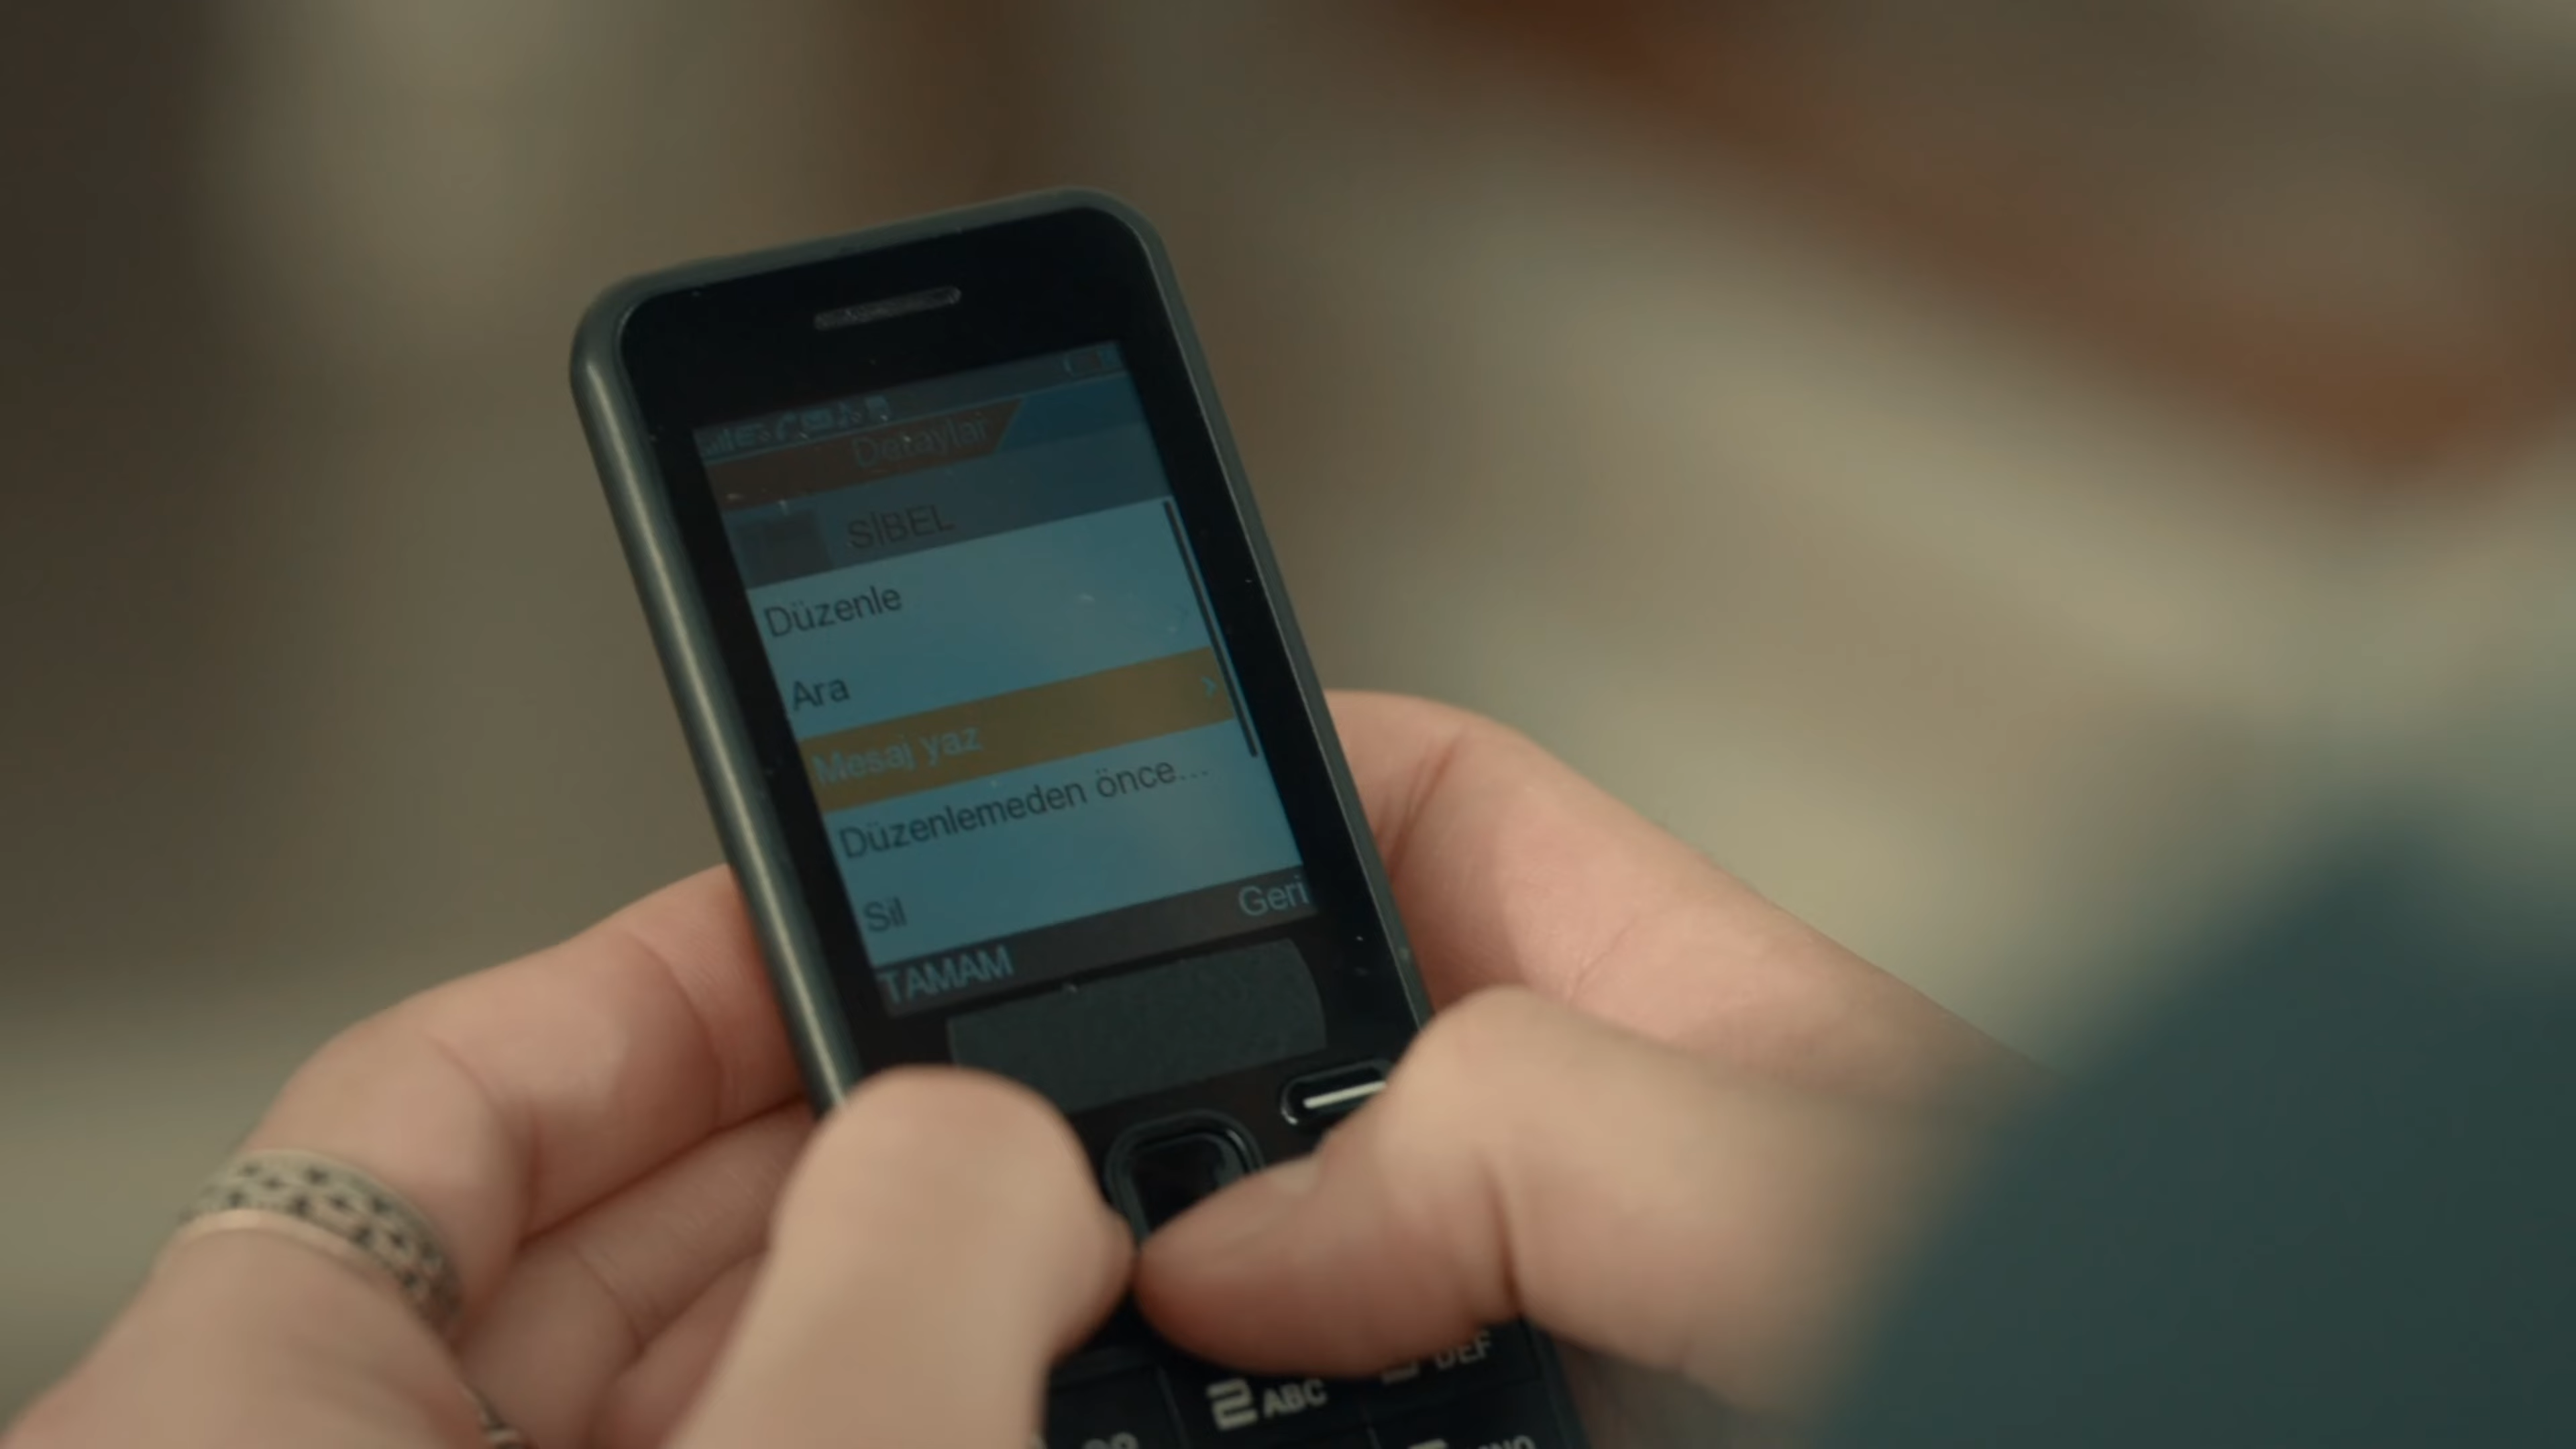 Detaylar
SİBEL
Düzenle
Ara
Mesaj yaz
Düzenlemeden önce...
Sil
TAMAM
Geri
2 ABC
DEF